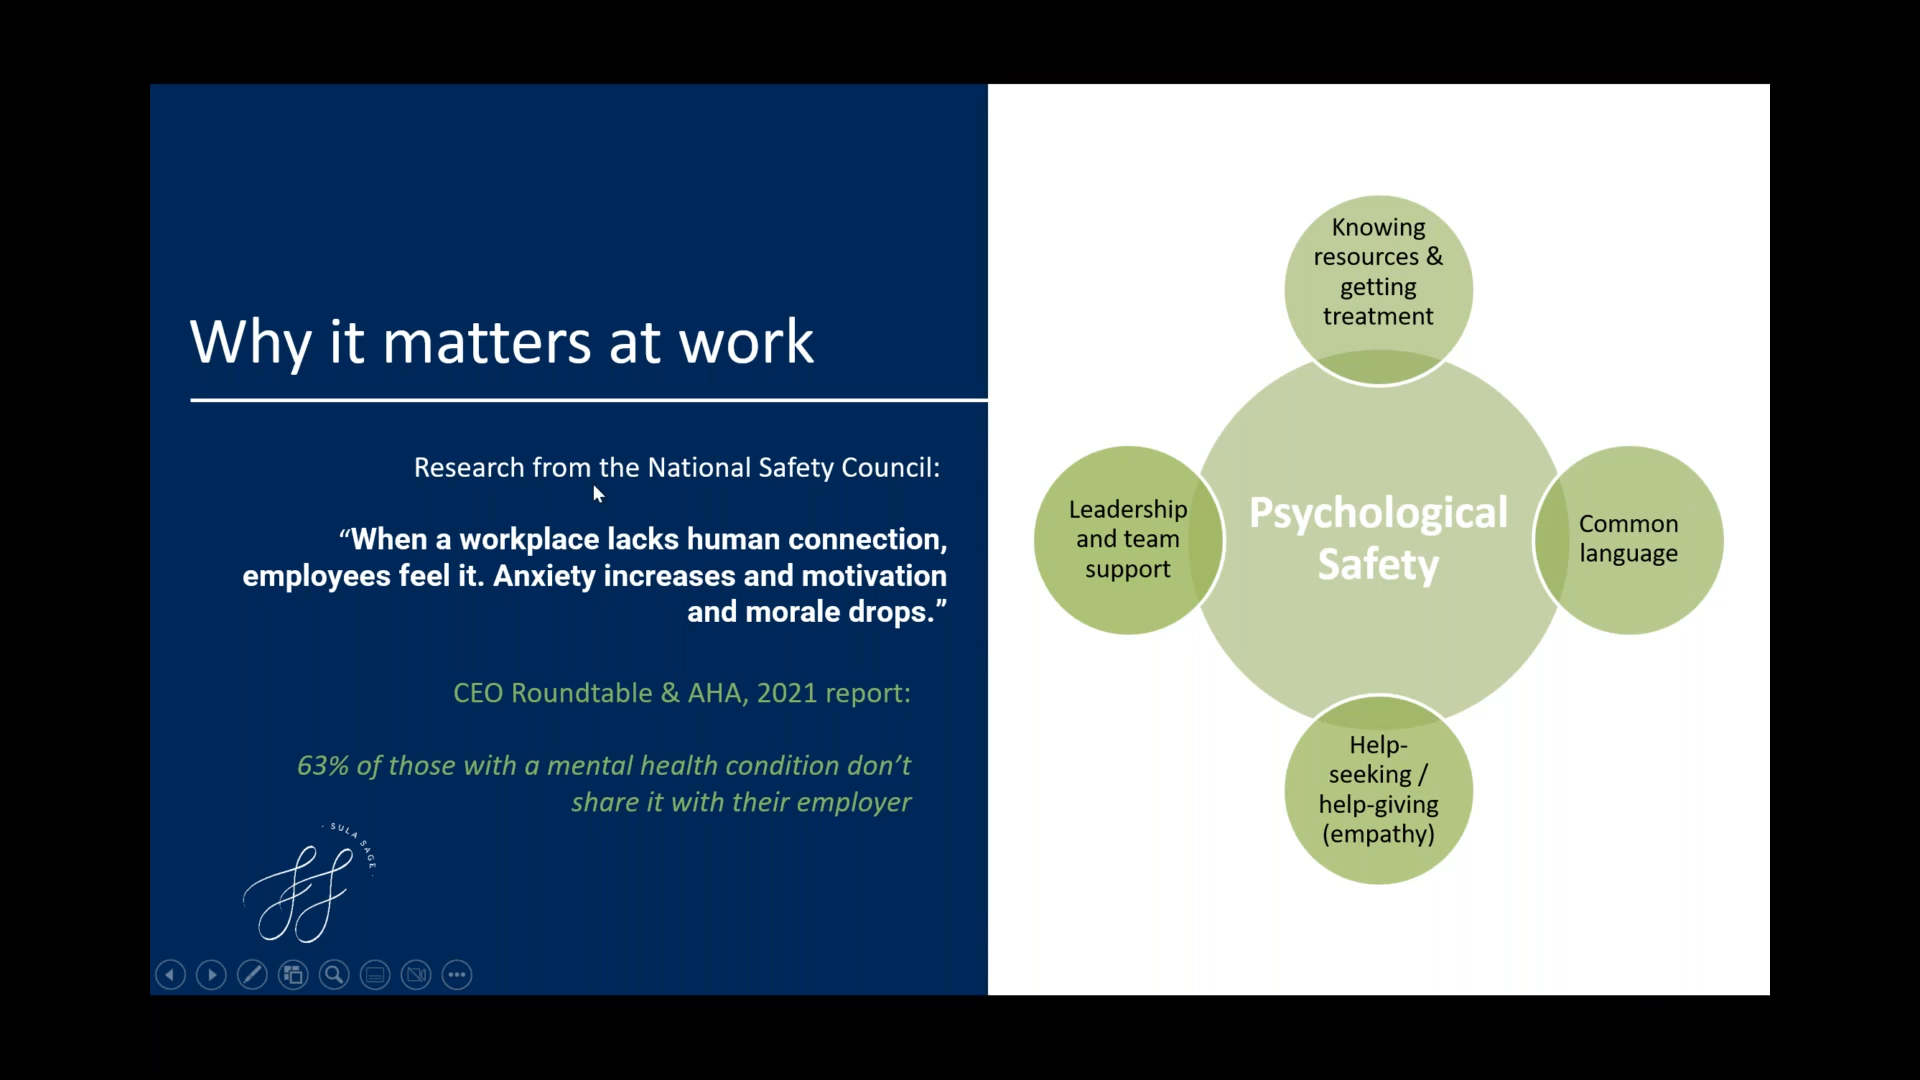 Why it matters at work
Research from the National Safety Council:
“When a workplace lacks human connection,
employees feel it. Anxiety increases and motivation
and morale drops.”
CEO Roundtable & AHA, 2021 report:
63% of those with a mental health condition don’t
share it with their employer
· SULA SAGE ·
Knowing
resources &
getting
treatment
Leadership
and team
support
Psychological
Safety
Common
language
Help-
seeking /
help-giving
(empathy)